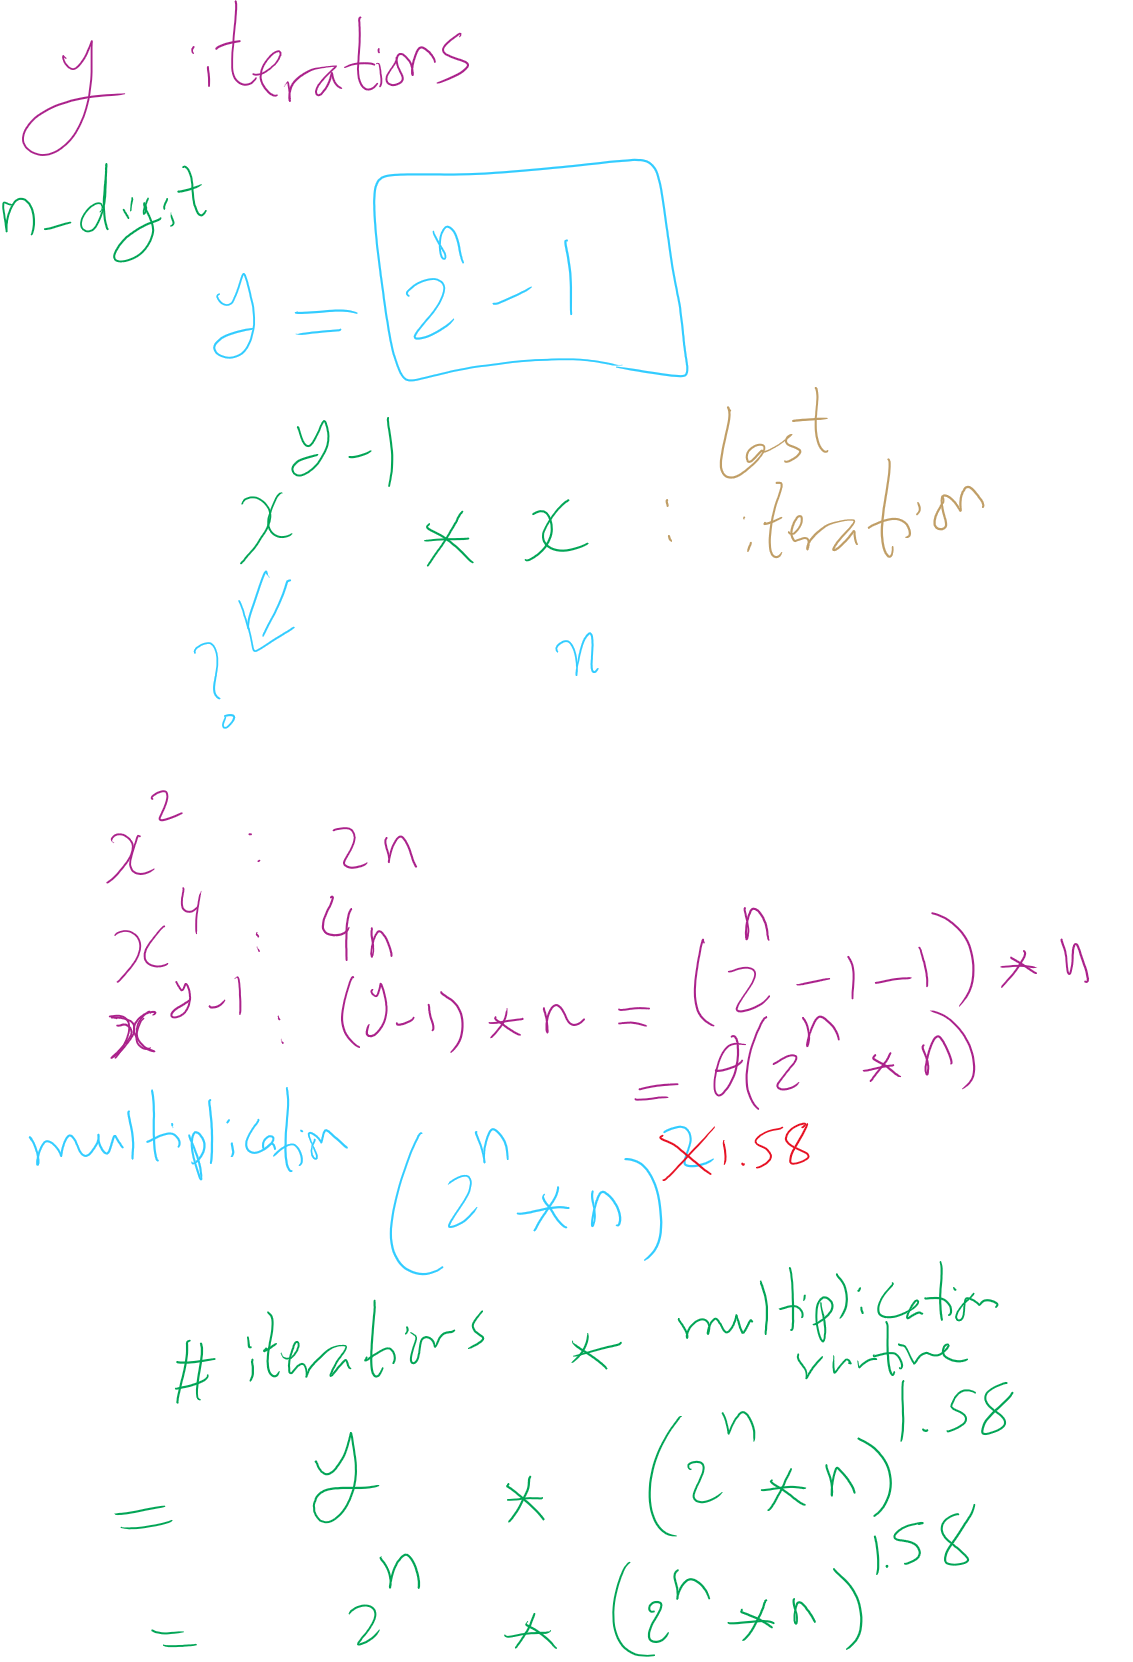 y iterations
n-digit
y = 2^n - 1
x^{y-1} * x : last iteration
? n
x^2 : 2n
x^4 : 4n
x^{y-1} : (y-1) * n = (2^n - 1 - 1) * n
= θ(2^n * n)
multiplication (2^n * n)^{1.58}
# iterations * multiplication runtime
= y * (2^n * n)^{1.58}
= 2^n * (2^n * n)^{1.58}